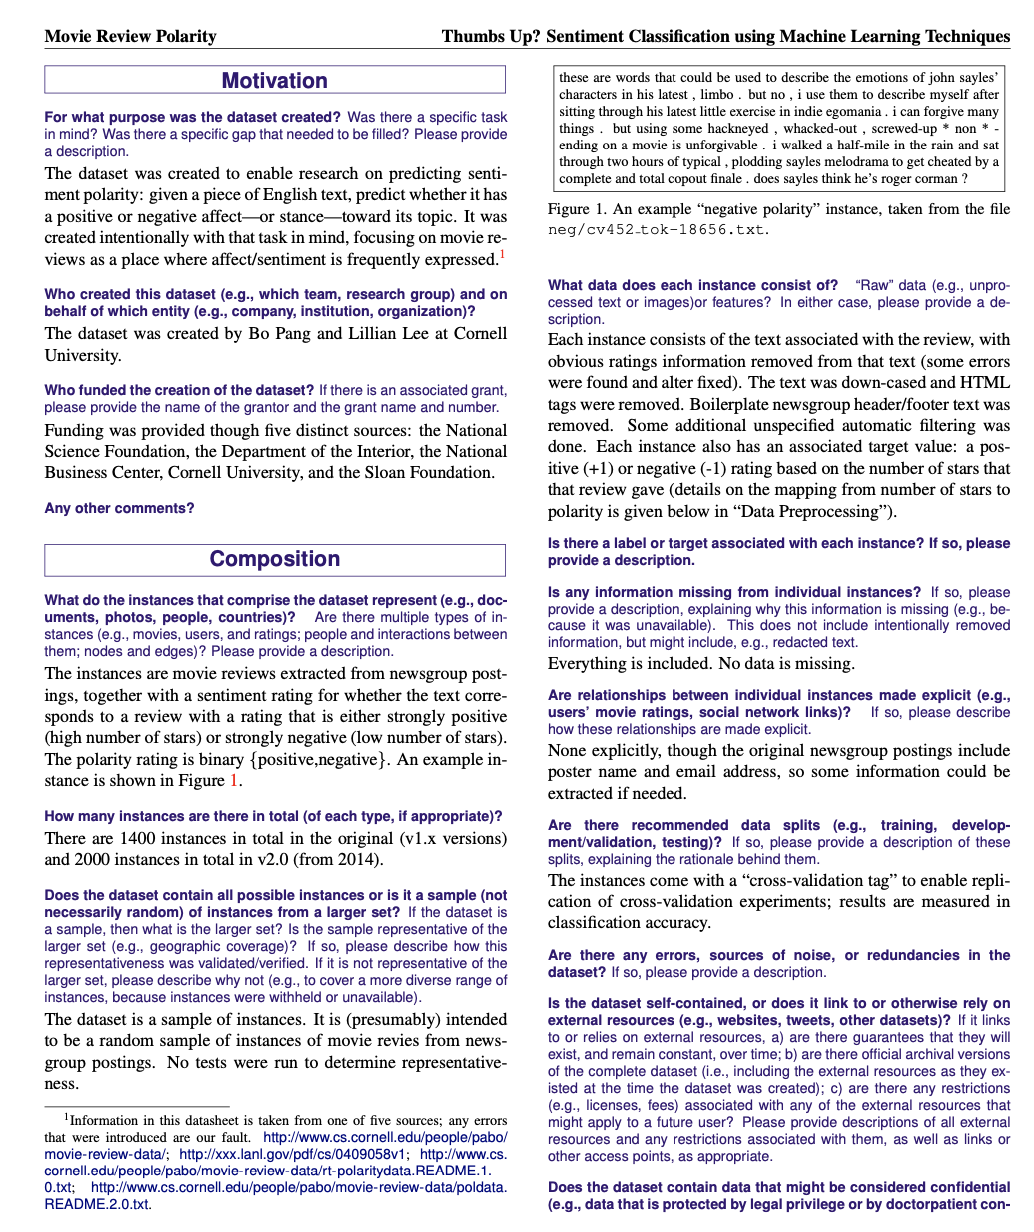 Movie Review Polarity
Thumbs Up? Sentiment Classification using Machine Learning Techniques
Motivation
For what purpose was the dataset created? Was there a specific task
in mind? Was there a specific gap that needed to be filled? Please provide
a description.
The dataset was created to enable research on predicting senti-
ment polarity: given a piece of English text, predict whether it has
a positive or negative affect—or stance—toward its topic. It was
created intentionally with that task in mind, focusing on movie re-
views as a place where affect/sentiment is frequently expressed.1
Who created this dataset (e.g., which team, research group) and on
behalf of which entity (e.g., company, institution, organization)?
The dataset was created by Bo Pang and Lillian Lee at Cornell
University.
Who funded the creation of the dataset? If there is an associated grant,
please provide the name of the grantor and the grant name and number.
Funding was provided though five distinct sources: the National
Science Foundation, the Department of the Interior, the National
Business Center, Cornell University, and the Sloan Foundation.
Any other comments?
Composition
What do the instances that comprise the dataset represent (e.g., doc-
uments, photos, people, countries)? Are there multiple types of in-
stances (e.g., movies, users, and ratings; people and interactions between
them; nodes and edges)? Please provide a description.
The instances are movie reviews extracted from newsgroup post-
ings, together with a sentiment rating for whether the text corre-
sponds to a review with a rating that is either strongly positive
(high number of stars) or strongly negative (low number of stars).
The polarity rating is binary {positive,negative}. An example in-
stance is shown in Figure 1.
How many instances are there in total (of each type, if appropriate)?
There are 1400 instances in total in the original (v1.x versions)
and 2000 instances in total in v2.0 (from 2014).
Does the dataset contain all possible instances or is it a sample (not
necessarily random) of instances from a larger set? If the dataset is
a sample, then what is the larger set? Is the sample representative of the
larger set (e.g., geographic coverage)? If so, please describe how this
representativeness was validated/verified. If it is not representative of the
larger set, please describe why not (e.g., to cover a more diverse range of
instances, because instances were withheld or unavailable).
The dataset is a sample of instances. It is (presumably) intended
to be a random sample of instances of movie revies from news-
group postings. No tests were run to determine representative-
ness.
1Information in this datasheet is taken from one of five sources; any errors
that were introduced are our fault. http://www.cs.cornell.edu/people/pabo/
movie-review-data/; http://xxx.lanl.gov/pdf/cs/0409058v1; http://www.cs.
cornell.edu/people/pabo/movie-review-data/rt-polaritydata.README.1.
0.txt; http://www.cs.cornell.edu/people/pabo/movie-review-data/poldata.
README.2.0.txt.
these are words that could be used to describe the emotions of john sayles'
characters in his latest , limbo . but no , i use them to describe myself after
sitting through his latest little exercise in indie egomania . i can forgive many
things . but using some hackneyed , whacked-out , screwed-up * non * -
ending on a movie is unforgivable . i walked a half-mile in the rain and sat
through two hours of typical , plodding sayles melodrama to get cheated by a
complete and total copout finale . does sayles think he's roger corman ?
Figure 1. An example “negative polarity” instance, taken from the file
neg/cv452_tok-18656.txt.
What data does each instance consist of? “Raw” data (e.g., unpro-
cessed text or images)or features? In either case, please provide a de-
scription.
Each instance consists of the text associated with the review, with
obvious ratings information removed from that text (some errors
were found and alter fixed). The text was down-cased and HTML
tags were removed. Boilerplate newsgroup header/footer text was
removed. Some additional unspecified automatic filtering was
done. Each instance also has an associated target value: a pos-
itive (+1) or negative (-1) rating based on the number of stars that
that review gave (details on the mapping from number of stars to
polarity is given below in “Data Preprocessing”).
Is there a label or target associated with each instance? If so, please
provide a description.
Is any information missing from individual instances? If so, please
provide a description, explaining why this information is missing (e.g., be-
cause it was unavailable). This does not include intentionally removed
information, but might include, e.g., redacted text.
Everything is included. No data is missing.
Are relationships between individual instances made explicit (e.g.,
users' movie ratings, social network links)? If so, please describe
how these relationships are made explicit.
None explicitly, though the original newsgroup postings include
poster name and email address, so some information could be
extracted if needed.
Are there recommended data splits (e.g., training, develop-
ment/validation, testing)? If so, please provide a description of these
splits, explaining the rationale behind them.
The instances come with a “cross-validation tag” to enable repli-
cation of cross-validation experiments; results are measured in
classification accuracy.
Are there any errors, sources of noise, or redundancies in the
dataset? If so, please provide a description.
Is the dataset self-contained, or does it link to or otherwise rely on
external resources (e.g., websites, tweets, other datasets)? If it links
to or relies on external resources, a) are there guarantees that they will
exist, and remain constant, over time; b) are there official archival versions
of the complete dataset (i.e., including the external resources as they ex-
isted at the time the dataset was created); c) are there any restrictions
(e.g., licenses, fees) associated with any of the external resources that
might apply to a future user? Please provide descriptions of all external
resources and any restrictions associated with them, as well as links or
other access points, as appropriate.
Does the dataset contain data that might be considered confidential
(e.g., data that is protected by legal privilege or by doctorpatient con-